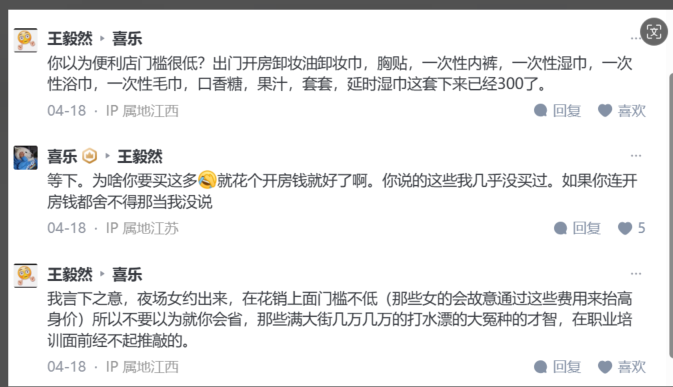 王毅然 ▸ 喜乐
你以为便利店门槛很低？出门开房卸妆油卸妆巾，胸贴，一次性内裤，一次性湿巾，一次
性浴巾，一次性毛巾，口香糖，果汁，套套，延时湿巾这套下来已经300了。
04-18 · IP 属地江西 回复 喜欢
喜乐 ▸ 王毅然
等下。为啥你要买这多🤣就花个开房钱就好了啊。你说的这些我几乎没买过。如果你连开
房钱都舍不得那当我没说
04-18 · IP 属地江苏 回复 5
王毅然 ▸ 喜乐
我言下之意，夜场女约出来，在花销上面门槛不低（那些女的会故意通过这些费用来抬高
身价）所以不要以为就你会省，那些满大街几万几万的打水漂的大冤种的才智，在职业培
训面前经不起推敲的。
04-18 · IP 属地江西 回复 喜欢